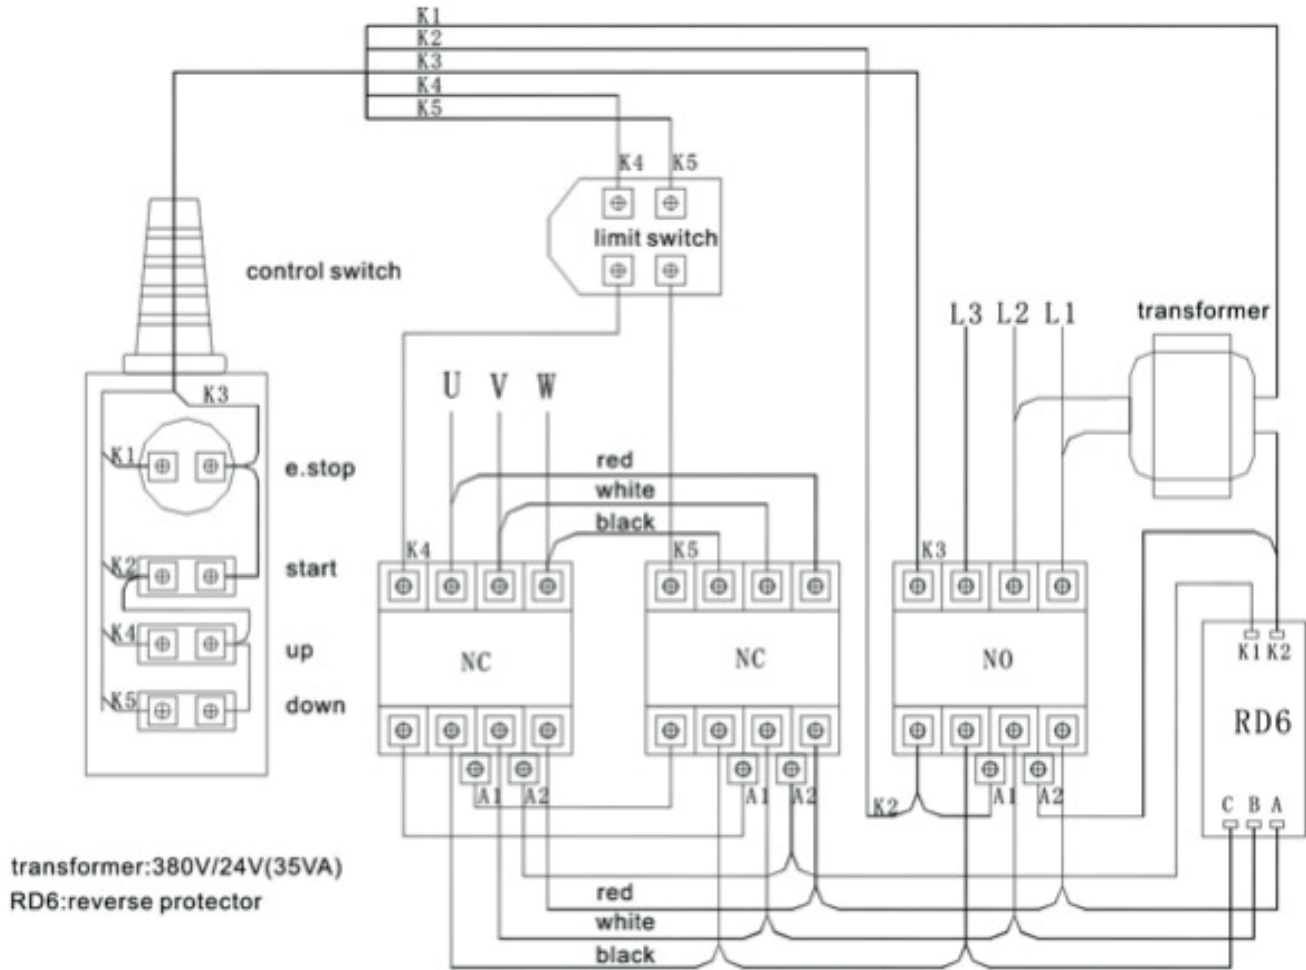 K1
K2
K3
K4
K5
K4 K5
limit switch
control switch
L3 L2 L1
transformer
U V W
K3
K1
e.stop
red
white
black
K4
K5
K3
K2
start
K4
up
K5
down
NC
NC
NO
K1 K2
RD6
A1 A2
A1 A2
K2
A1 A2
C B A
transformer:380V/24V(35VA)
RD6:reverse protector
red
white
black